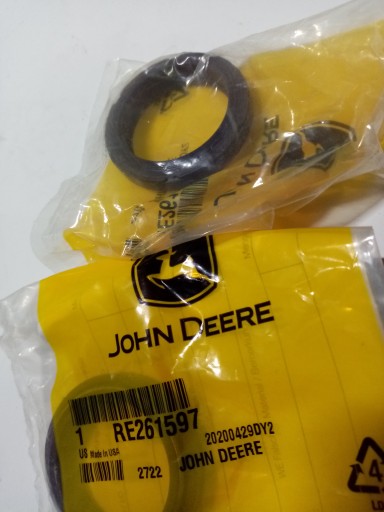 JOHN DEERE
1 RE261597
US Made in USA
20200429DY2
2722 JOHN DEERE
4